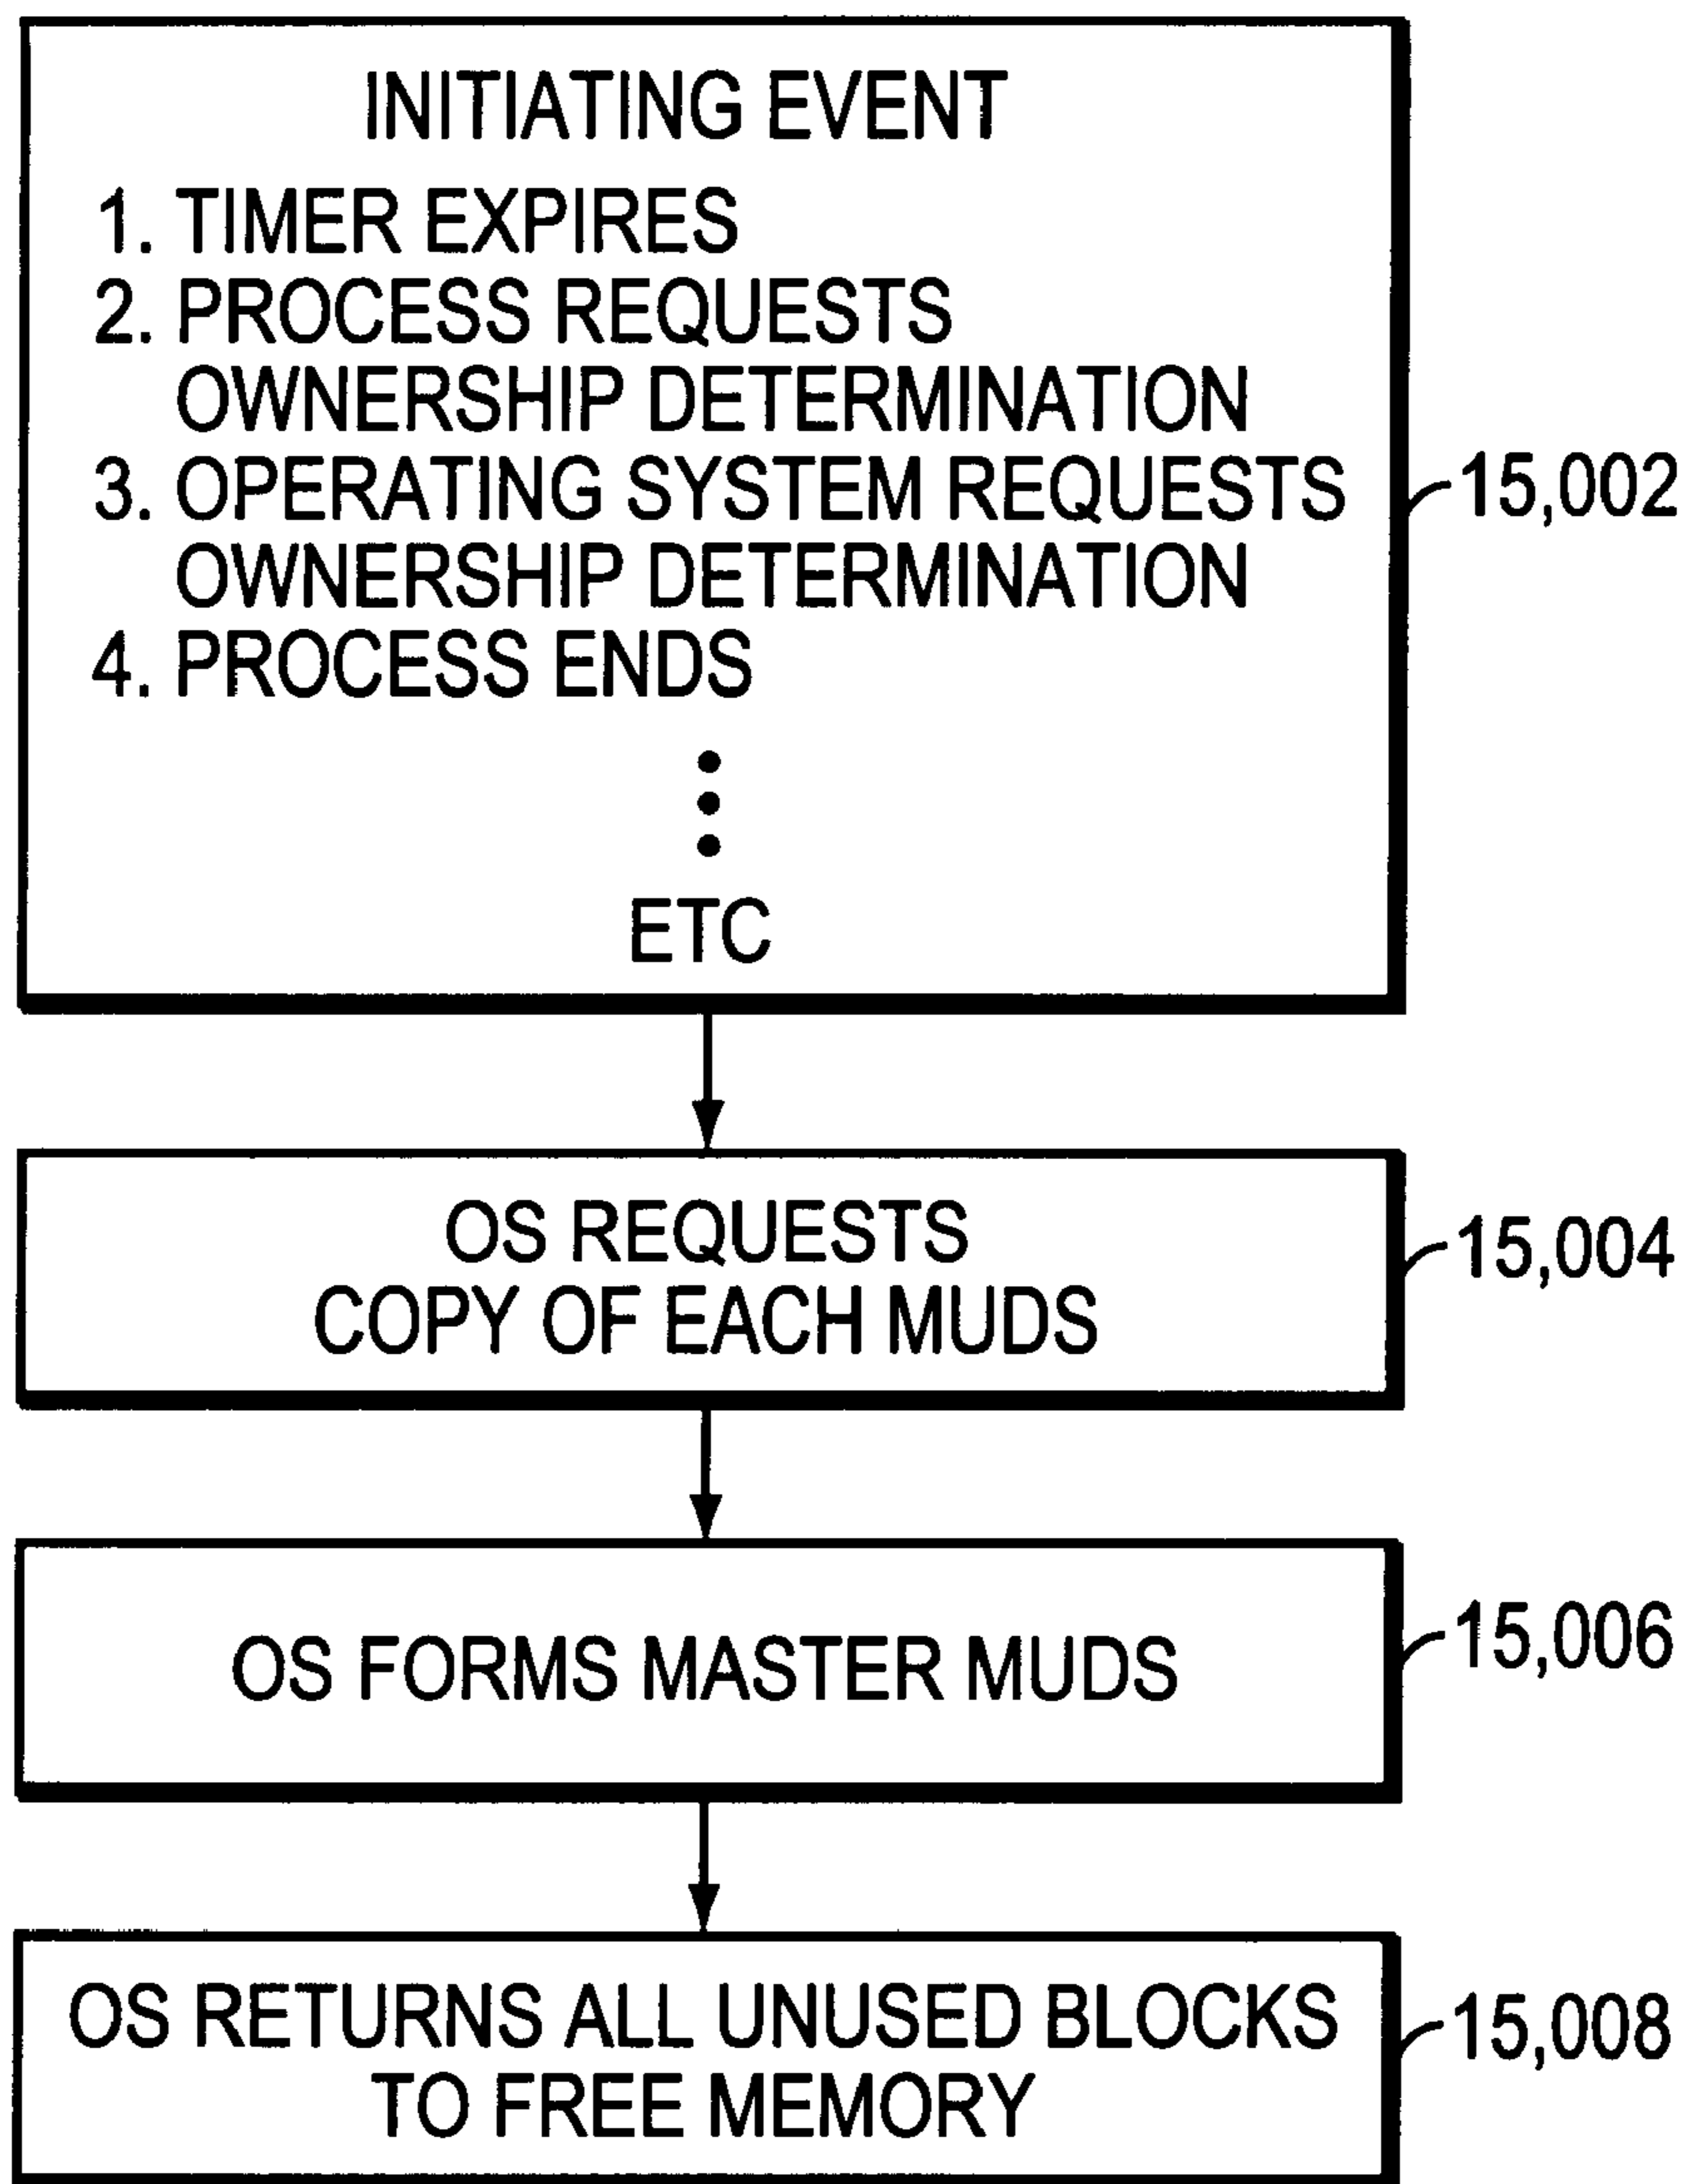 INITIATING EVENT
1. TIMER EXPIRES
2. PROCESS REQUESTS
OWNERSHIP DETERMINATION
3. OPERATING SYSTEM REQUESTS
OWNERSHIP DETERMINATION
4. PROCESS ENDS
ETC
15,002
OS REQUESTS
COPY OF EACH MUDS
15,004
OS FORMS MASTER MUDS
15,006
OS RETURNS ALL UNUSED BLOCKS
TO FREE MEMORY
15,008